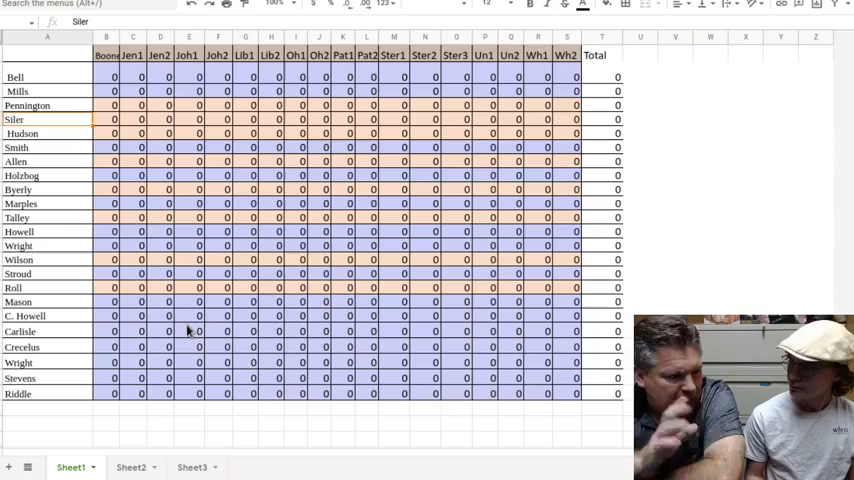 Search the menus (Alt+/)
100%
$ % .0 .00 123
12
B
A
fx Siler
A B C D E F G H I J K L M N O P Q R S T U V W X Y Z
Boone Jen1 Jen2 Joh1 Joh2 Lib1 Lib2 Oh1 Oh2 Pat1 Pat2 Ster1 Ster2 Ster3 Un1 Un2 Wh1 Wh2 Total
Bell 0 0 0 0 0 0 0 0 0 0 0 0 0 0 0 0 0 0 0
Mills 0 0 0 0 0 0 0 0 0 0 0 0 0 0 0 0 0 0 0
Pennington 0 0 0 0 0 0 0 0 0 0 0 0 0 0 0 0 0 0 0
Siler 0 0 0 0 0 0 0 0 0 0 0 0 0 0 0 0 0 0 0
Hudson 0 0 0 0 0 0 0 0 0 0 0 0 0 0 0 0 0 0 0
Smith 0 0 0 0 0 0 0 0 0 0 0 0 0 0 0 0 0 0 0
Allen 0 0 0 0 0 0 0 0 0 0 0 0 0 0 0 0 0 0 0
Holzbog 0 0 0 0 0 0 0 0 0 0 0 0 0 0 0 0 0 0 0
Byerly 0 0 0 0 0 0 0 0 0 0 0 0 0 0 0 0 0 0 0
Marples 0 0 0 0 0 0 0 0 0 0 0 0 0 0 0 0 0 0 0
Talley 0 0 0 0 0 0 0 0 0 0 0 0 0 0 0 0 0 0 0
Howell 0 0 0 0 0 0 0 0 0 0 0 0 0 0 0 0 0 0 0
Wright 0 0 0 0 0 0 0 0 0 0 0 0 0 0 0 0 0 0 0
Wilson 0 0 0 0 0 0 0 0 0 0 0 0 0 0 0 0 0 0 0
Stroud 0 0 0 0 0 0 0 0 0 0 0 0 0 0 0 0 0 0 0
Roll 0 0 0 0 0 0 0 0 0 0 0 0 0 0 0 0 0 0 0
Mason 0 0 0 0 0 0 0 0 0 0 0 0 0 0 0 0 0 0 0
C. Howell 0 0 0 0 0 0 0 0 0 0 0 0 0 0 0 0 0 0 0
Carlisle 0 0 0 0 0 0 0 0 0 0 0 0 0 0 0 0 0 0 0
Crecelus 0 0 0 0 0 0 0 0 0 0 0 0 0 0 0 0 0 0 0
Wright 0 0 0 0 0 0 0 0 0 0 0 0 0 0 0 0 0 0 0
Stevens 0 0 0 0 0 0 0 0 0 0 0 0 0 0 0 0 0 0 0
Riddle 0 0 0 0 0 0 0 0 0 0 0 0 0 0 0 0 0 0 0
Sheet1 Sheet2 Sheet3